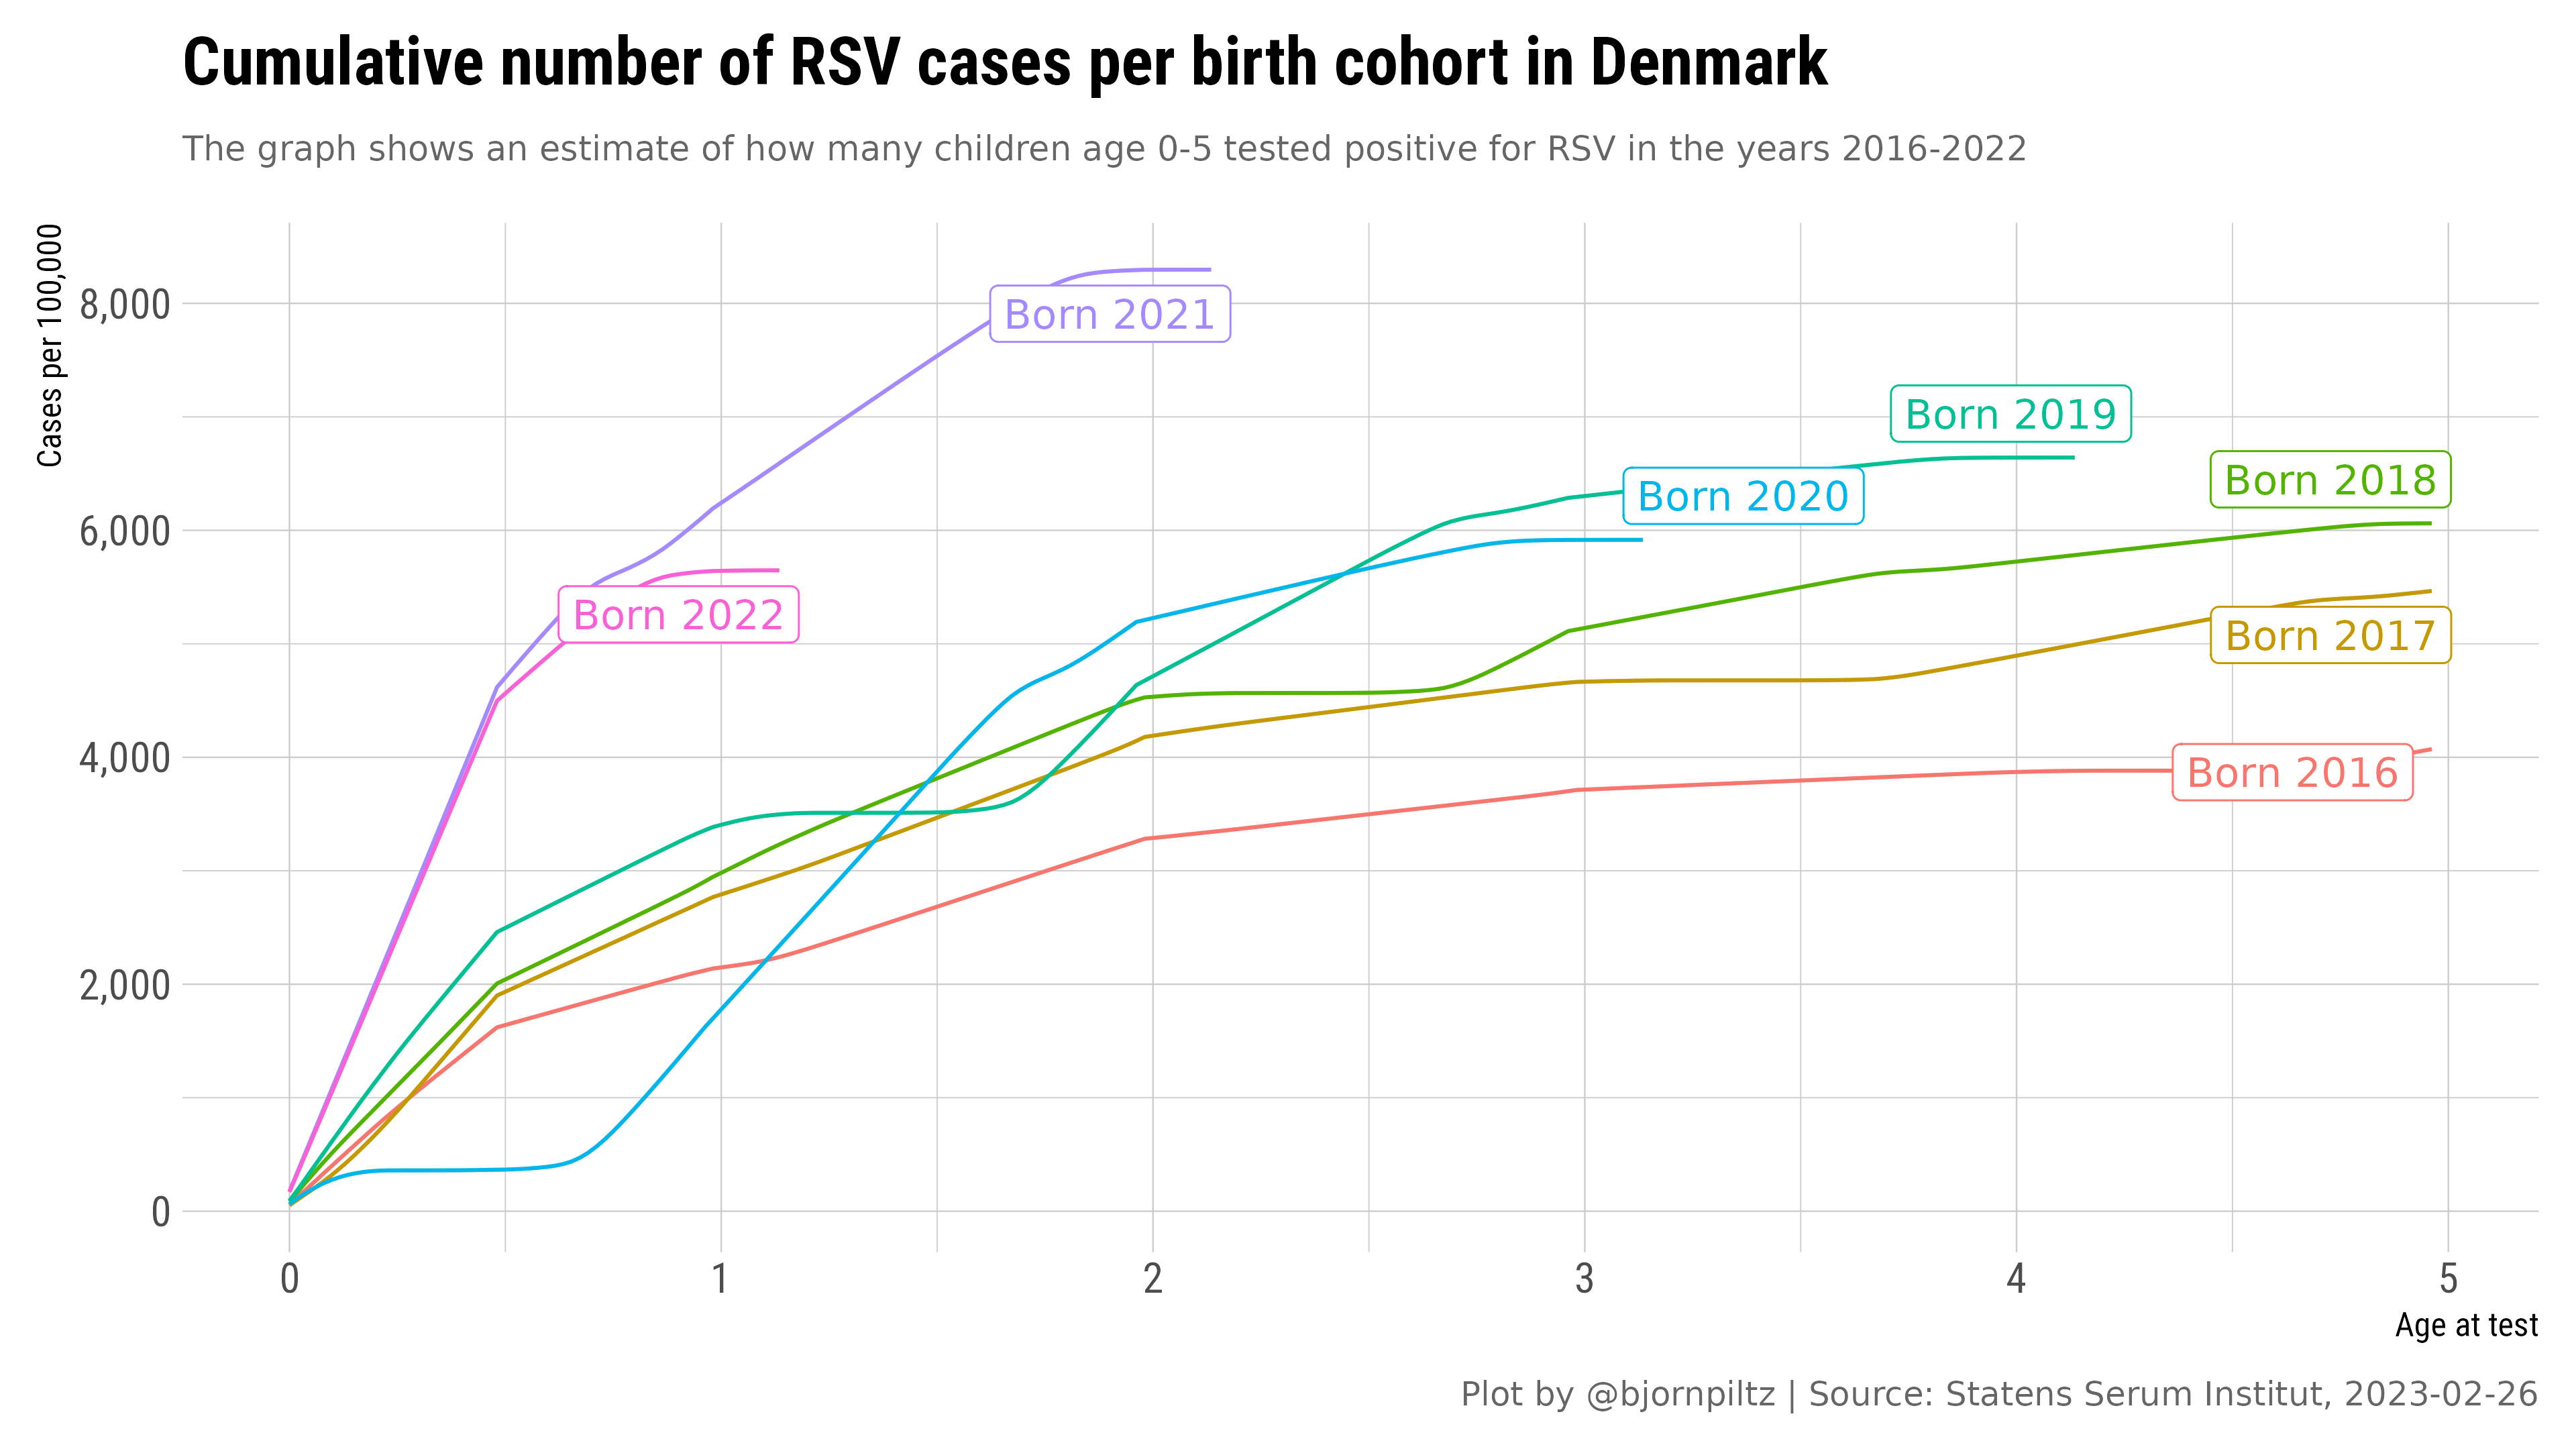 Cumulative number of RSV cases per birth cohort in Denmark
The graph shows an estimate of how many children age 0-5 tested positive for RSV in the years 2016-2022
Cases per 100,000
8,000
6,000
4,000
2,000
0
Born 2021
Born 2019
Born 2018
Born 2020
Born 2022
Born 2017
Born 2016
0 1 2 3 4 5
Age at test
Plot by @bjornpiltz | Source: Statens Serum Institut, 2023-02-26